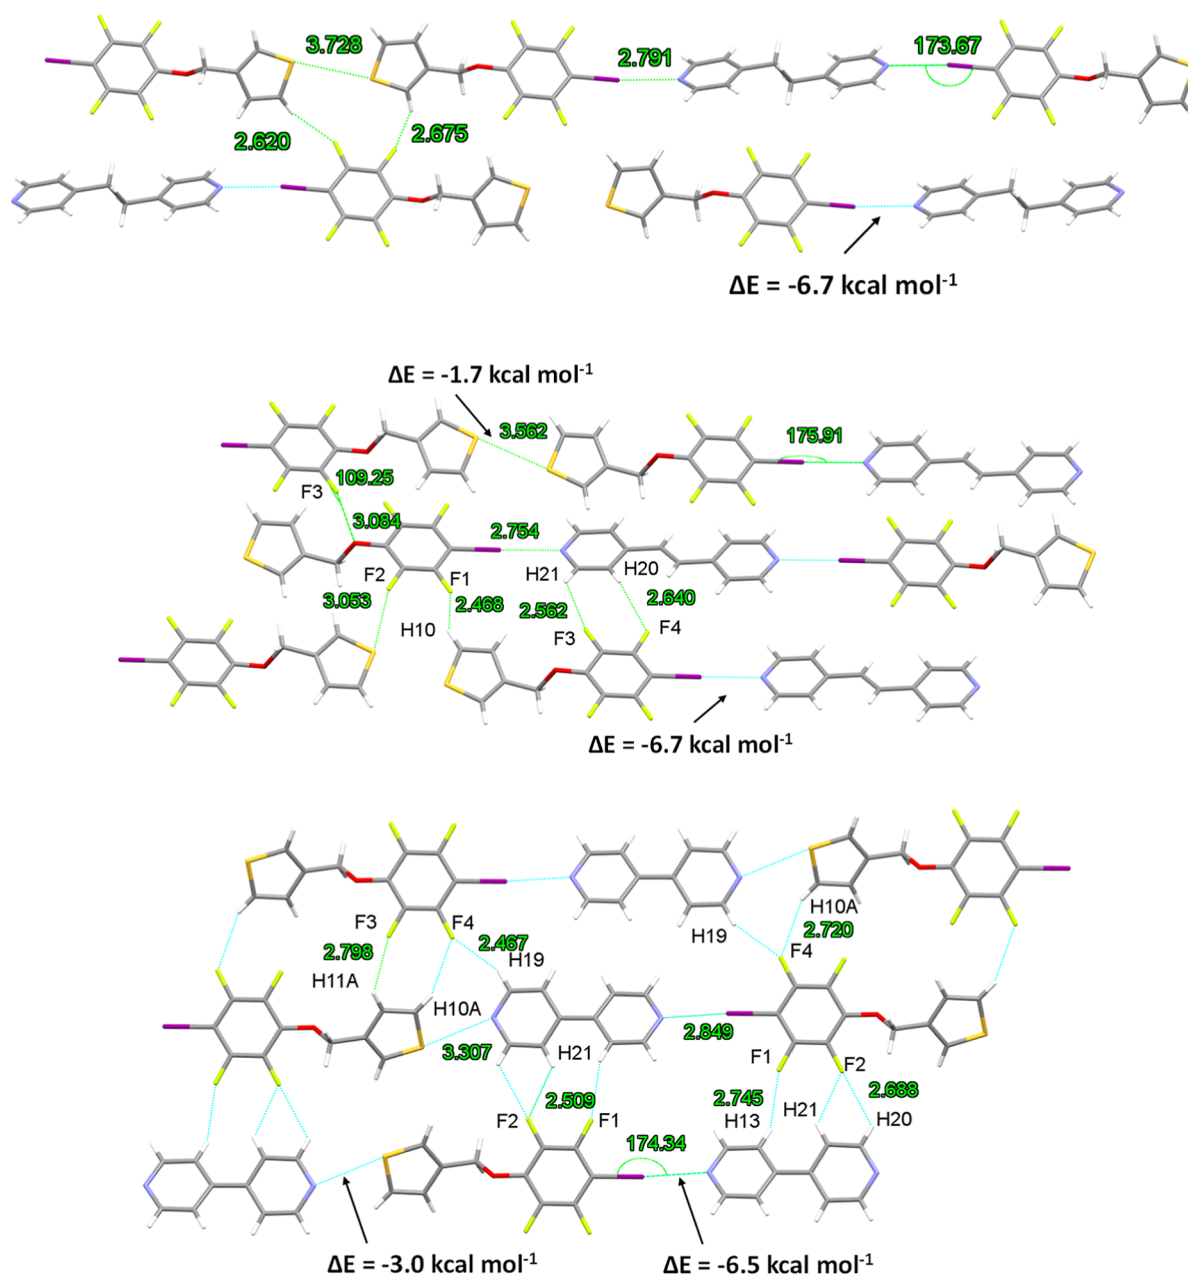 3.728
2.791
173.67
2.620
2.675
ΔE = -6.7 kcal mol-1
ΔE = -1.7 kcal mol-1
3.562
175.91
109.25
F3
3.084
2.754
F2
F1
H21
H20
3.053
2.468
2.562
2.640
H10
F3
F4
ΔE = -6.7 kcal mol-1
H10A
F3
F4
H19
2.720
2.798
2.467
F4
H11A
H19
H10A
2.849
3.307
H21
F1
F2
2.509
2.745
2.688
F2
F1
H13
H21
H20
174.34
ΔE = -3.0 kcal mol-1
ΔE = -6.5 kcal mol-1